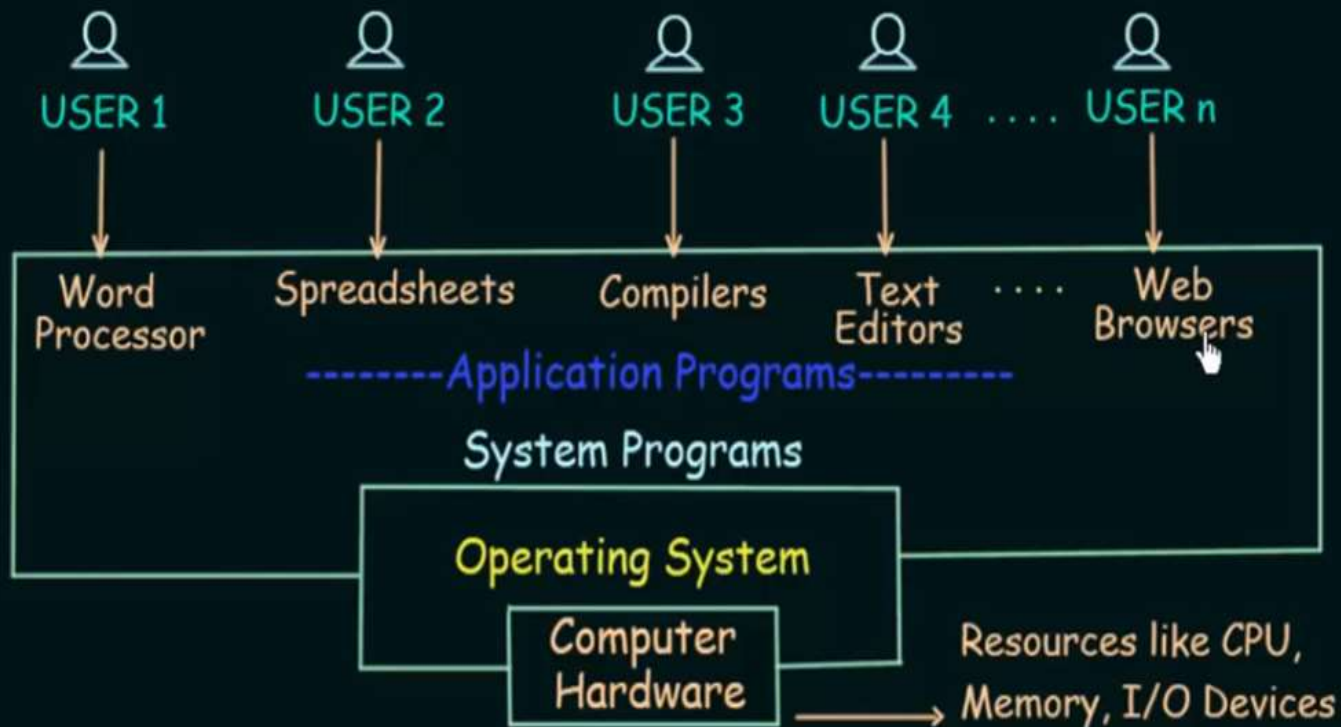 USER 1 USER 2 USER 3 USER 4 .... USER n
Word Processor
Spreadsheets
Compilers
Text Editors
....
Web Browsers
--------Application Programs---------
System Programs
Operating System
Computer
Hardware
Resources like CPU,
Memory, I/O Devices